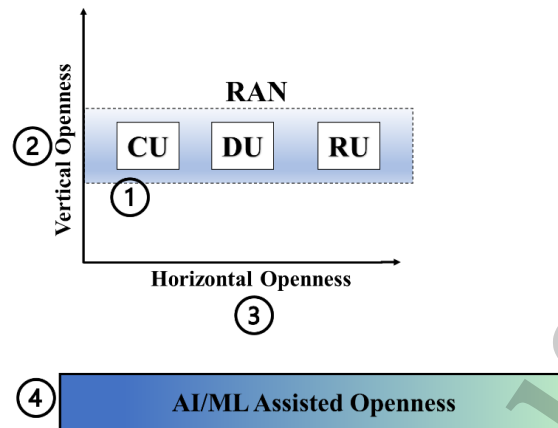 RAN
② Vertical Openness
CU DU RU
①
Horizontal Openness
③
④ AI/ML Assisted Openness